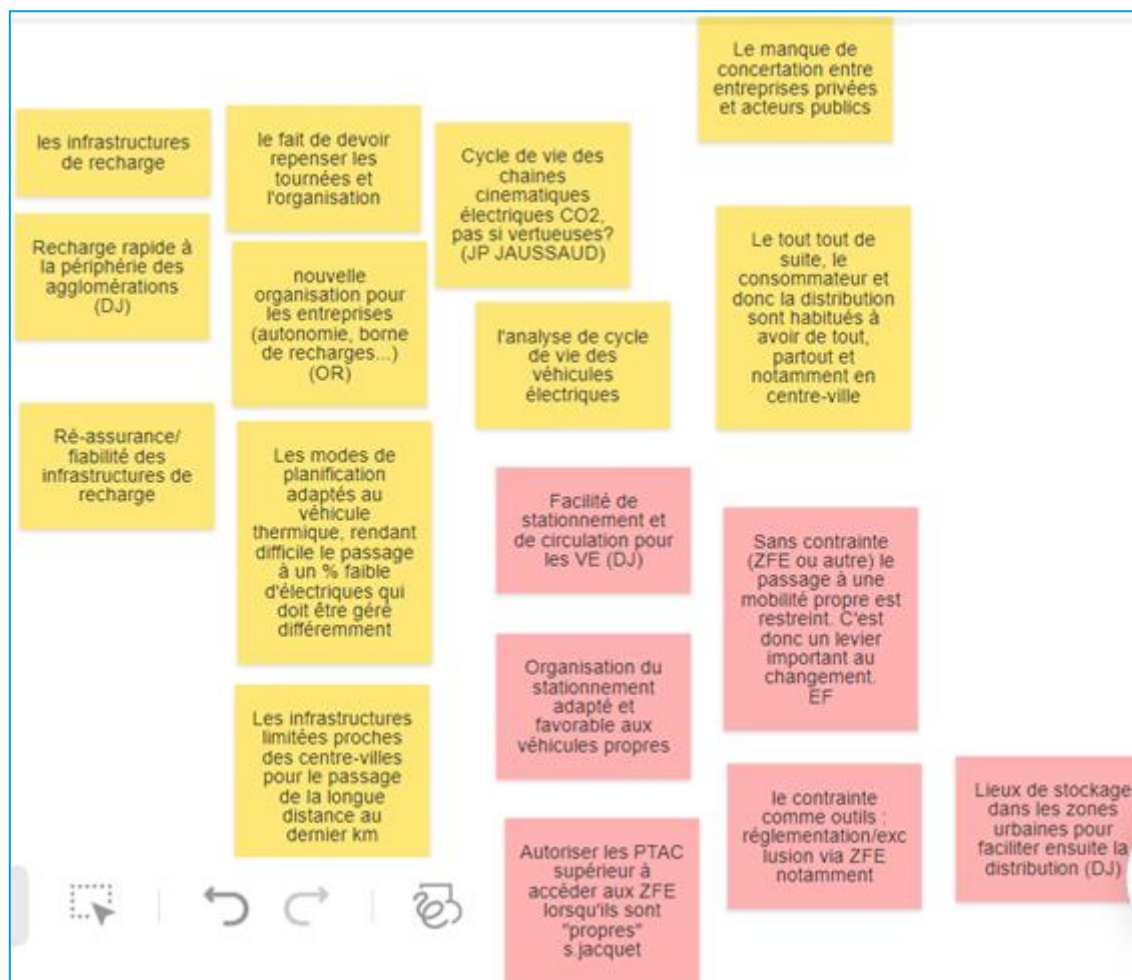 les infrastructures
de recharge
Recharge rapide à
la périphérie des
agglomérations
(DJ)
Ré-assurance/
fiabilité des
infrastructures de
recharge
le fait de devoir
repenser les
tournées et
l'organisation
nouvelle
organisation pour
les entreprises
(autonomie, borne
de recharges...)
(OR)
Les modes de
planification
adaptés au
véhicule
thermique, rendant
difficile le passage
à un % faible
d'électriques qui
doit être géré
différemment
Les infrastructures
limitées proches
des centre-villes
pour le passage
de la longue
distance au
dernier km
Cycle de vie des
chaines
cinematiques
électriques CO2,
pas si vertueuses?
(JP JAUSSAUD)
l'analyse de cycle
de vie des
véhicules
électriques
Facilité de
stationnement et
de circulation pour
les VE (DJ)
Organisation du
stationnement
adapté et
favorable aux
véhicules propres
Autoriser les PTAC
supérieur à
accéder aux ZFE
lorsqu'ils sont
"propres"
s.jacquet
Le manque de
concertation entre
entreprises privées
et acteurs publics
Le tout tout de
suite, le
consommateur et
donc la distribution
sont habitués à
avoir de tout,
partout et
notamment en
centre-ville
Sans contrainte
(ZFE ou autre) le
passage à une
mobilité propre est
restreint. C'est
donc un levier
important au
changement.
EF
le contrainte
comme outils :
réglementation/exc
lusion via ZFE
notamment
Lieux de stockage
dans les zones
urbaines pour
faciliter ensuite la
distribution (DJ)